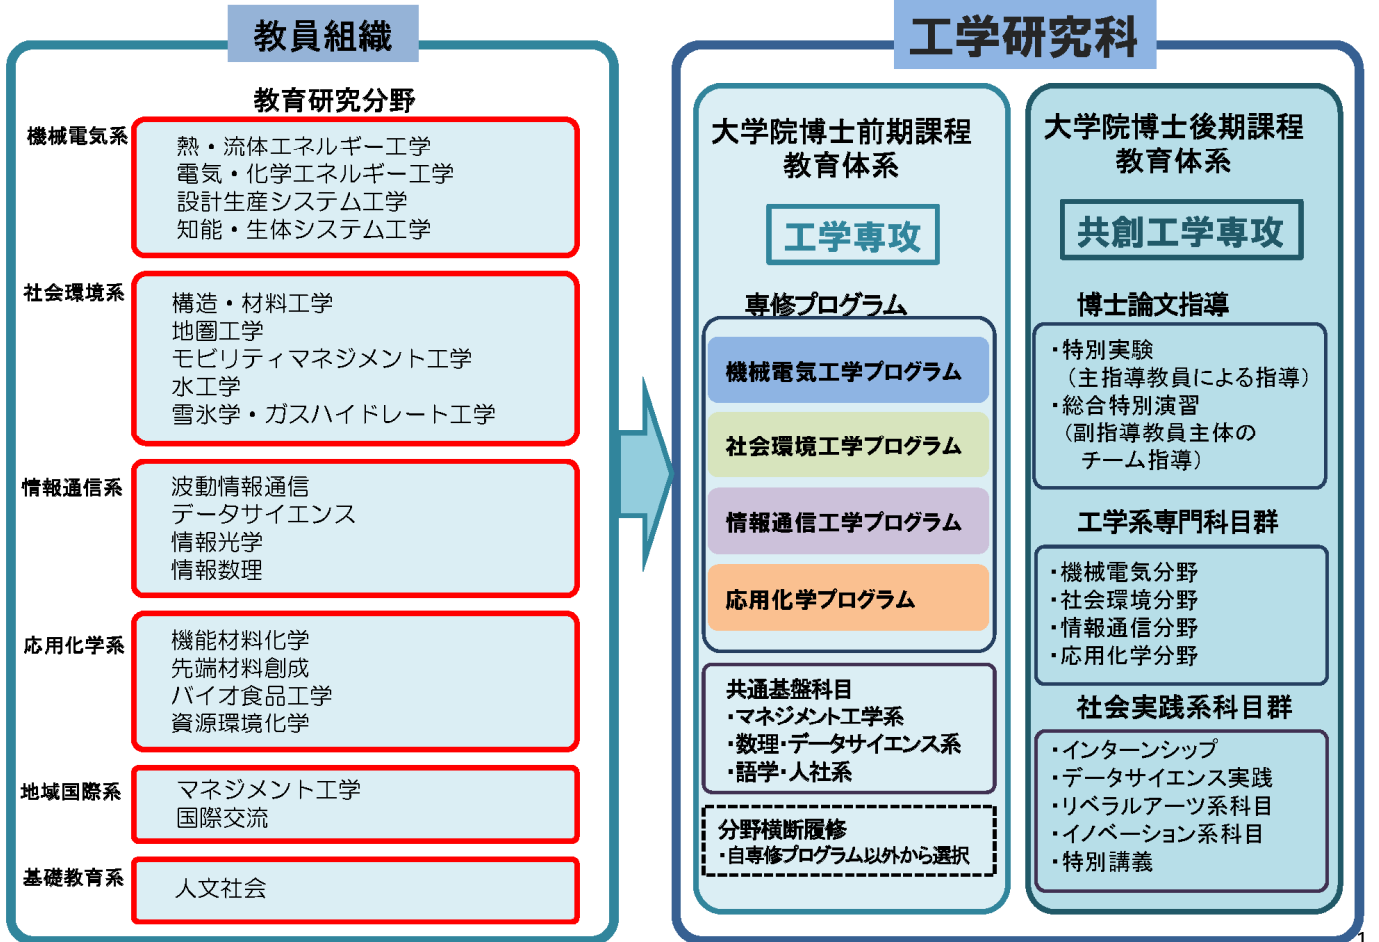 教員組織
教育研究分野
機械電気系
熱・流体エネルギー工学
電気・化学エネルギー工学
設計生産システム工学
知能・生体システム工学
社会環境系
構造・材料工学
地圏工学
モビリティマネジメント工学
水工学
雪氷学・ガスハイドレート工学
情報通信系
波動情報通信
データサイエンス
情報光学
情報数理
応用化学系
機能材料化学
先端材料創成
バイオ食品工学
資源環境化学
地域国際系
マネジメント工学
国際交流
基礎教育系
人文社会
工学研究科
大学院博士前期課程
教育体系
工学専攻
専修プログラム
機械電気工学プログラム
社会環境工学プログラム
情報通信工学プログラム
応用化学プログラム
共通基盤科目
・マネジメント工学系
・数理・データサイエンス系
・語学・人社系
分野横断履修
・自専修プログラム以外から選択
大学院博士後期課程
教育体系
共創工学専攻
博士論文指導
・特別実験
（主指導教員による指導）
・総合特別演習
（副指導教員主体の
チーム指導）
工学系専門科目群
・機械電気分野
・社会環境分野
・情報通信分野
・応用化学分野
社会実践系科目群
・インターンシップ
・データサイエンス実践
・リベラルアーツ系科目
・イノベーション系科目
・特別講義
1